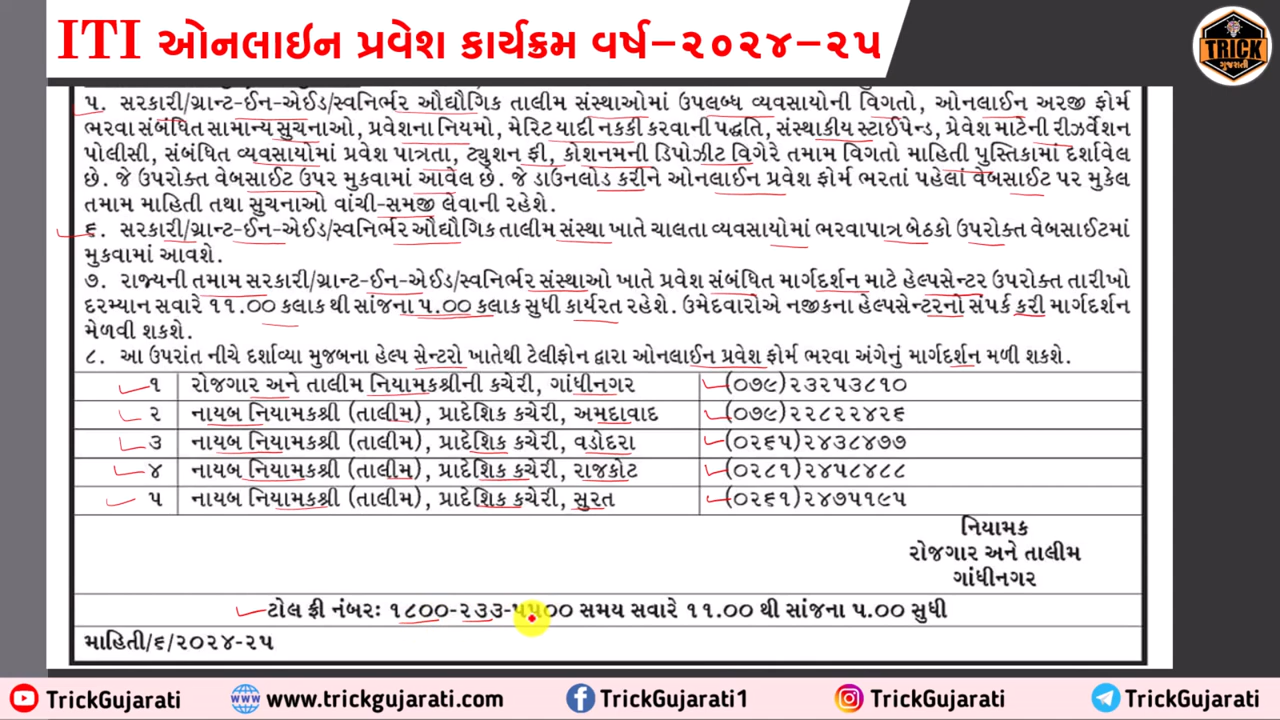 ITI ઓનલાઇન પ્રવેશ કાર્યક્રમ વર્ષ-૨૦૨૪-૨૫
TRICK
ગુજરાતી
૫. સરકારી/ગ્રાન્ટ-ઈન-એઈડ/સ્વનિર્ભર ઔદ્યોગિક તાલીમ સંસ્થાઓમાં ઉપલબ્ધ વ્યવસાયોની વિગતો, ઓનલાઈન અરજી ફોર્મ
ભરવા સંબંધિત સામાન્ય સુચનાઓ, પ્રવેશના નિયમો, મેરિટ યાદી નકકી કરવાની પદ્ધતિ, સંસ્થાકીય સ્ટાઈપેન્ડ, પ્રેવેશ માટેની રીઝર્વેશન
પોલીસી, સંબંધિત વ્યવસાયોમાં પ્રવેશ પાત્રતા, ટ્યુશન ફી, કોશનમની ડિપોઝીટ વિગેરે તમામ વિગતો માહિતી પુસ્તિકામાં દર્શાવેલ
છે. જે ઉપરોક્ત વેબસાઈટ ઉપર મુકવામાં આવેલ છે. જે ડાઉનલોડ કરીને ઓનલાઈન પ્રવેશ ફોર્મ ભરતાં પહેલાં વેબસાઈટ પર મુકેલ
તમામ માહિતી તથા સુચનાઓ વાંચી-સમજી લેવાની રહેશે.
૬. સરકારી/ગ્રાન્ટ-ઈન-એઈડ/સ્વનિર્ભર ઔદ્યોગિક તાલીમ સંસ્થા ખાતે ચાલતા વ્યવસાયોમાં ભરવાપાત્ર બેઠકો ઉપરોક્ત વેબસાઈટમાં
મુકવામાં આવશે.
૭. રાજ્યની તમામ સરકારી/ગ્રાન્ટ-ઈન-એઈડ/સ્વનિર્ભર સંસ્થાઓ ખાતે પ્રવેશ સંબંધિત માર્ગદર્શન માટે હેલ્પસેન્ટર ઉપરોક્ત તારીખો
દરમ્યાન સવારે ૧૧.૦૦ કલાક થી સાંજના ૫.૦૦ કલાક સુધી કાર્યરત રહેશે. ઉમેદવારોએ નજીકના હેલ્પસેન્ટરનો સંપર્ક કરી માર્ગદર્શન
મેળવી શકશે.
૮. આ ઉપરાંત નીચે દર્શાવ્યા મુજબના હેલ્પ સેન્ટરો ખાતેથી ટેલીફોન દ્વારા ઓનલાઈન પ્રવેશ ફોર્મ ભરવા અંગેનું માર્ગદર્શન મળી શકશે.
૧ રોજગાર અને તાલીમ નિયામકશ્રીની કચેરી, ગાંધીનગર (૦૭૯)૨૩૨૫૩૮૧૦
૨ નાયબ નિયામકશ્રી (તાલીમ), પ્રાદેશિક કચેરી, અમદાવાદ (૦૭૯)૨૨૮૨૨૪૨૬
૩ નાયબ નિયામકશ્રી (તાલીમ), પ્રાદેશિક કચેરી, વડોદરા (૦૨૬૫)૨૪૩૮૪૭૭
૪ નાયબ નિયામકશ્રી (તાલીમ), પ્રાદેશિક કચેરી, રાજકોટ (૦૨૮૧)૨૪૫૮૪૮૮
૫ નાયબ નિયામકશ્રી (તાલીમ), પ્રાદેશિક કચેરી, સુરત (૦૨૬૧)૨૪૭૫૧૯૫
નિયામક
રોજગાર અને તાલીમ
ગાંધીનગર
ટોલ ફ્રી નંબરઃ ૧૮૦૦-૨૩૩-૫૫૦૦ સમય સવારે ૧૧.૦૦ થી સાંજના ૫.૦૦ સુધી
માહિતી/૬/૨૦૨૪-૨૫
TrickGujarati www.trickgujarati.com TrickGujarati1 TrickGujarati TrickGujarati